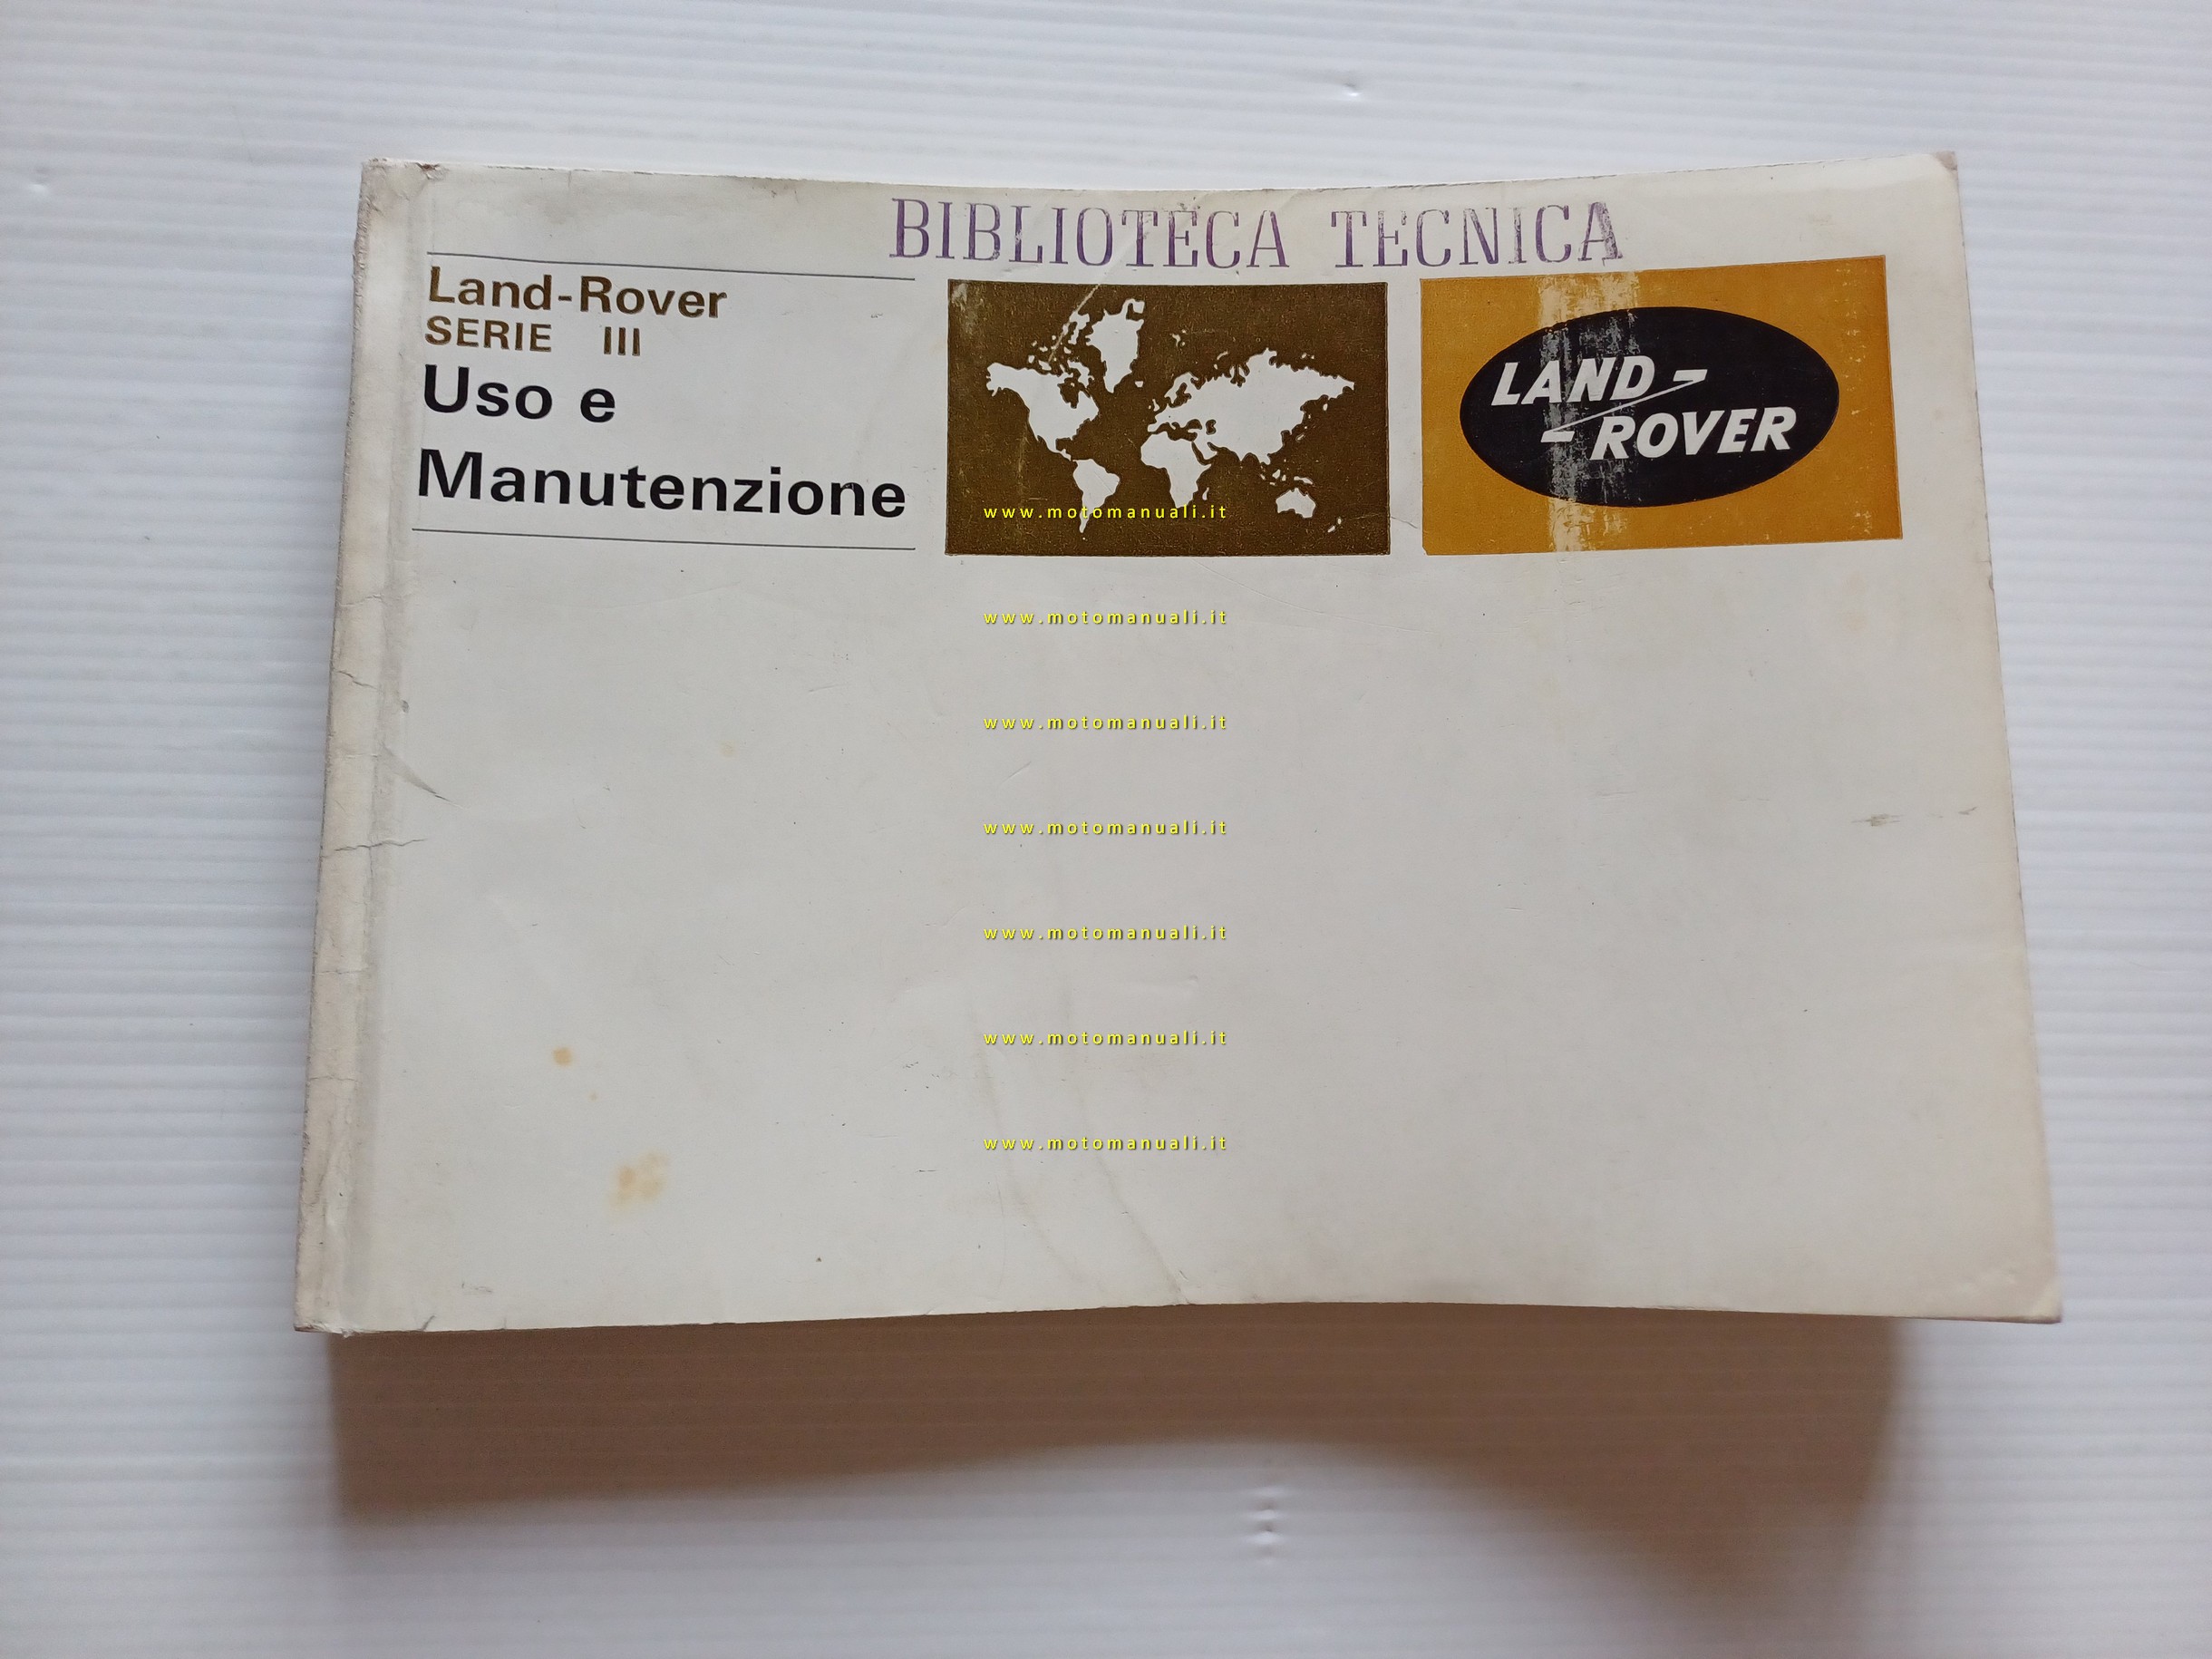 BIBLIOTECA TECNICA
Land-Rover
SERIE III
Uso e
Manutenzione
LAND-
-ROVER
www.motomanuali.it
www.motomanuali.it
www.motomanuali.it
www.motomanuali.it
www.motomanuali.it
www.motomanuali.it
www.motomanuali.it